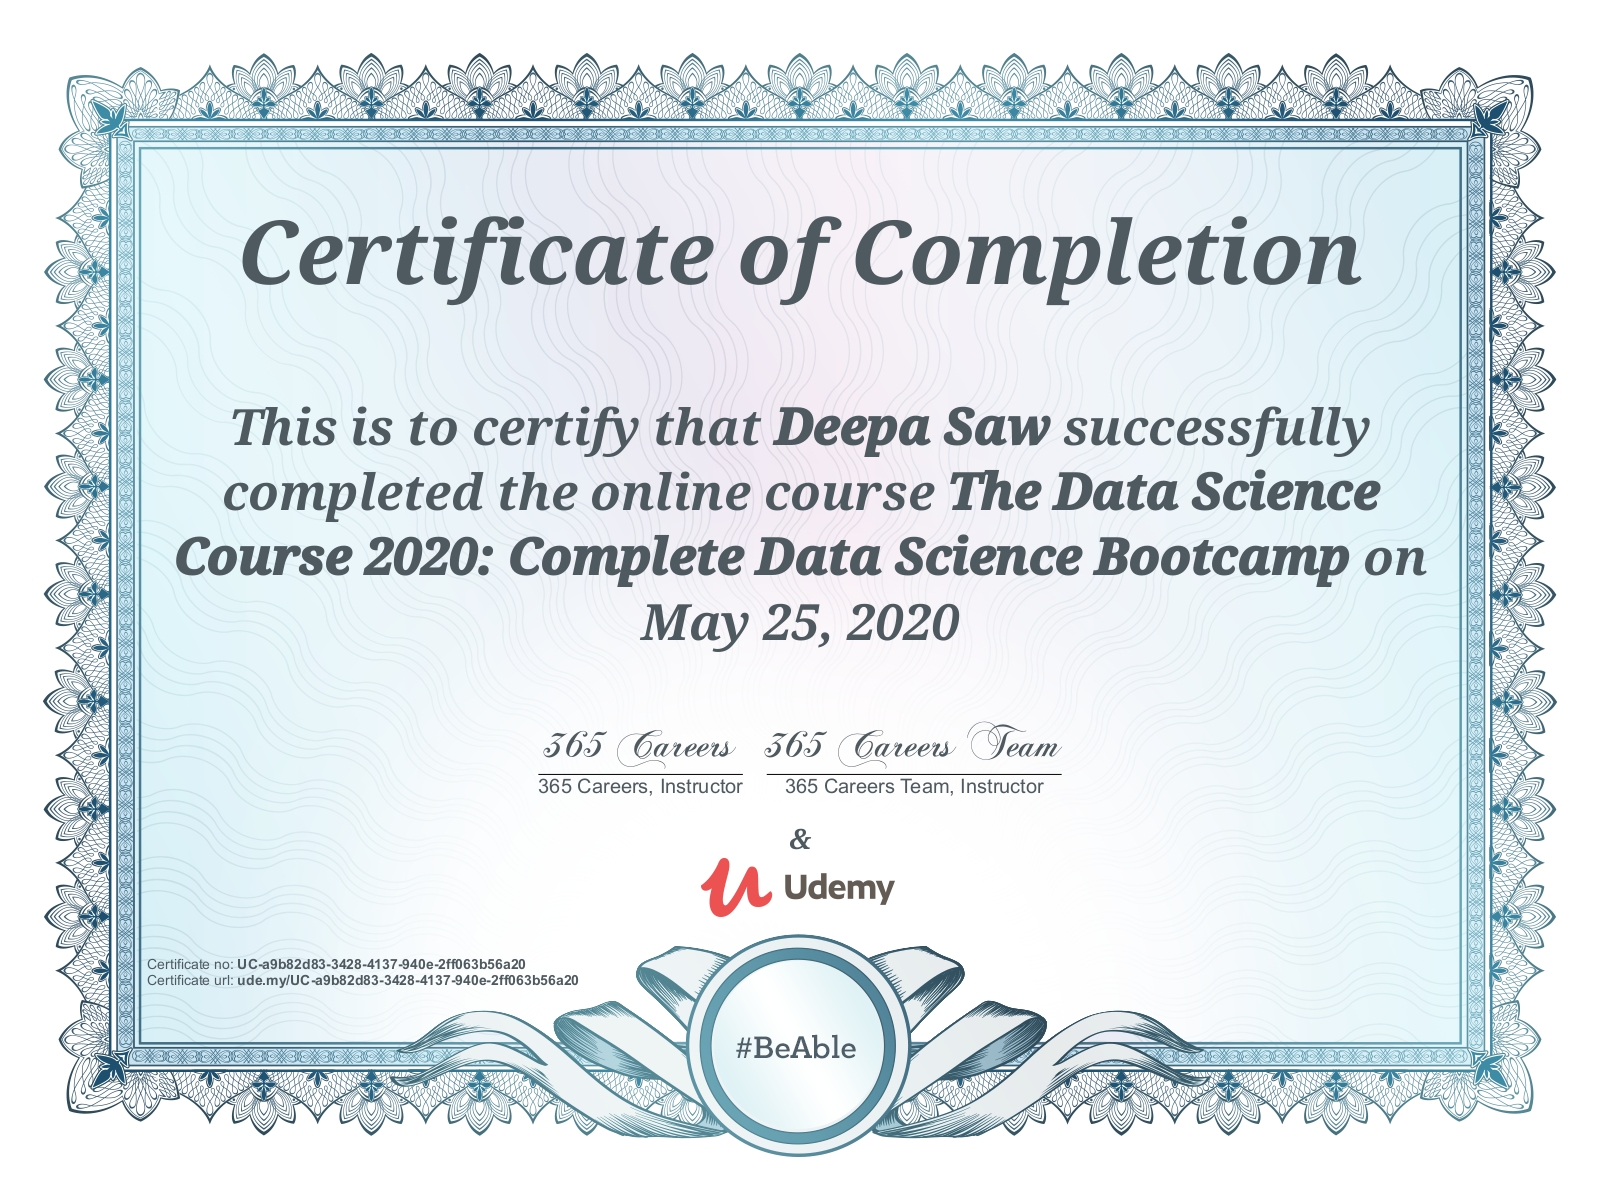 Certificate of Completion
This is to certify that Deepa Saw successfully
completed the online course The Data Science
Course 2020: Complete Data Science Bootcamp on
May 25, 2020
365 Careers 365 Careers Team
365 Careers, Instructor 365 Careers Team, Instructor
&
Udemy
Certificate no: UC-a9b82d83-3428-4137-940e-2ff063b56a20
Certificate url: ude.my/UC-a9b82d83-3428-4137-940e-2ff063b56a20
#BeAble